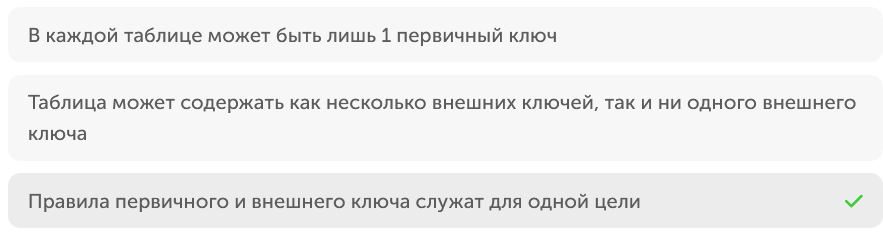 В каждой таблице может быть лишь 1 первичный ключ
Таблица может содержать как несколько внешних ключей, так и ни одного внешнего
ключа
Правила первичного и внешнего ключа служат для одной цели